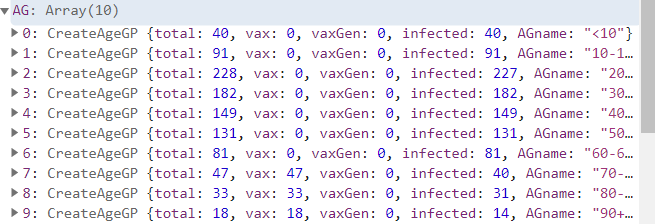 ▼AG: Array(10)
▶0: CreateAgeGP {total: 40, vax: 0, vaxGen: 0, infected: 40, AGname: "<10"}
▶1: CreateAgeGP {total: 91, vax: 0, vaxGen: 0, infected: 91, AGname: "10-1…
▶2: CreateAgeGP {total: 228, vax: 0, vaxGen: 0, infected: 227, AGname: "20…
▶3: CreateAgeGP {total: 182, vax: 0, vaxGen: 0, infected: 182, AGname: "30…
▶4: CreateAgeGP {total: 149, vax: 0, vaxGen: 0, infected: 149, AGname: "40…
▶5: CreateAgeGP {total: 131, vax: 0, vaxGen: 0, infected: 131, AGname: "50…
▶6: CreateAgeGP {total: 81, vax: 0, vaxGen: 0, infected: 81, AGname: "60-6…
▶7: CreateAgeGP {total: 47, vax: 47, vaxGen: 0, infected: 40, AGname: "70-…
▶8: CreateAgeGP {total: 33, vax: 33, vaxGen: 0, infected: 31, AGname: "80-…
▶9: CreateAgeGP {total: 18, vax: 18, vaxGen: 0, infected: 14, AGname: "90+…